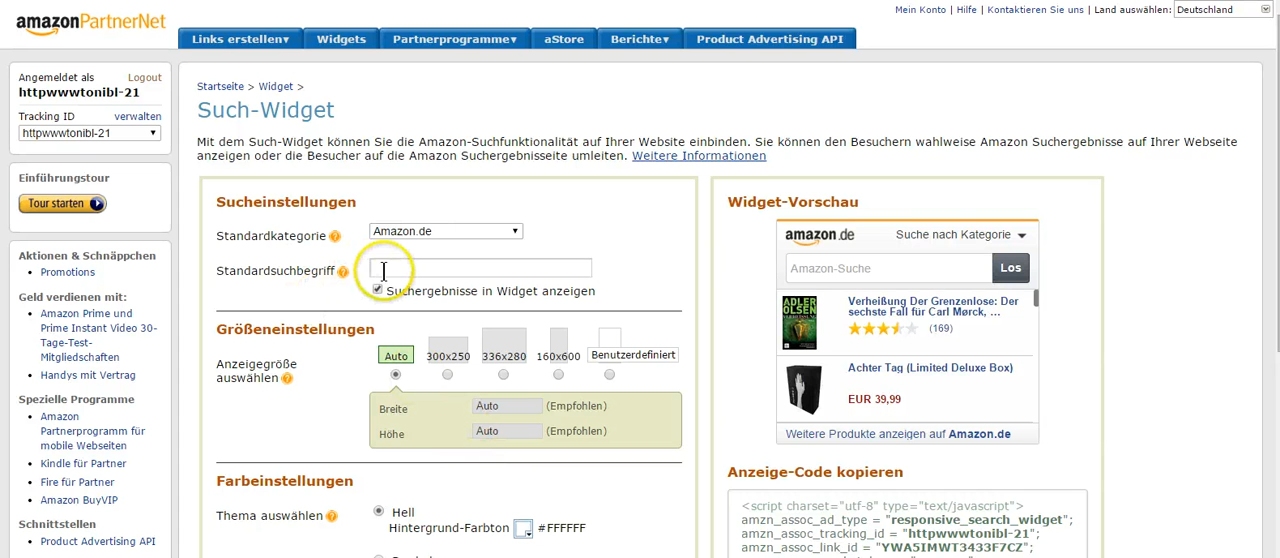 amazonPartnerNet
Mein Konto | Hilfe | Kontaktieren Sie uns | Land auswählen: Deutschland
Links erstellen▾ Widgets Partnerprogramme▾ aStore Berichte▾ Product Advertising API
Angemeldet als Logout
httpwwwtonibl-21
Tracking ID verwalten
httpwwwtonibl-21
Einführungstour
Tour starten
Aktionen & Schnäppchen
Promotions
Geld verdienen mit:
Amazon Prime und
Prime Instant Video 30-
Tage-Test-
Mitgliedschaften
Handys mit Vertrag
Spezielle Programme
Amazon
Partnerprogramm für
mobile Webseiten
Kindle für Partner
Fire für Partner
Amazon BuyVIP
Schnittstellen
Product Advertising API
Startseite > Widget >
Such-Widget
Mit dem Such-Widget können Sie die Amazon-Suchfunktionalität auf Ihrer Website einbinden. Sie können den Besuchern wahlweise Amazon Suchergebnisse auf Ihrer Webseite
anzeigen oder die Besucher auf die Amazon Suchergebnisseite umleiten. Weitere Informationen
Sucheinstellungen
Standardkategorie ? Amazon.de
Standardsuchbegriff ?
Suchergebnisse in Widget anzeigen
Größeneinstellungen
Anzeigegröße
auswählen ?
Auto 300x250 336x280 160x600 Benutzerdefiniert
Breite Auto (Empfohlen)
Höhe Auto (Empfohlen)
Farbeinstellungen
Thema auswählen ? Hell
Hintergrund-Farbton #FFFFFF
Widget-Vorschau
amazon.de Suche nach Kategorie
Amazon-Suche Los
ADLER
OLSEN
Verheißung Der Grenzenlose: Der
sechste Fall für Carl Mørck, ...
(169)
Achter Tag (Limited Deluxe Box)
EUR 39,99
Weitere Produkte anzeigen auf Amazon.de
Anzeige-Code kopieren
<script charset="utf-8" type="text/javascript">
amzn_assoc_ad_type = "responsive_search_widget";
amzn_assoc_tracking_id = "httpwwwtonibl-21";
amzn_assoc_link_id = "YWA5IMWT3433F7CZ";